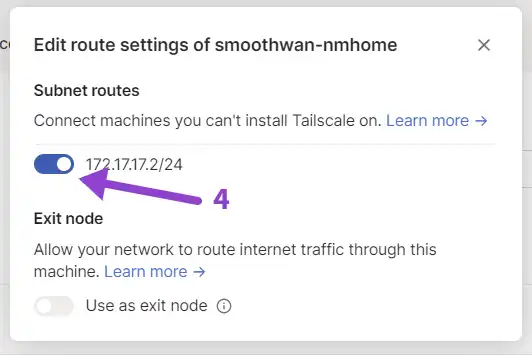 Edit route settings of smoothwan-nmhome
Subnet routes
Connect machines you can't install Tailscale on. Learn more →
172.17.17.2/24
4
Exit node
Allow your network to route internet traffic through this
machine. Learn more →
Use as exit node